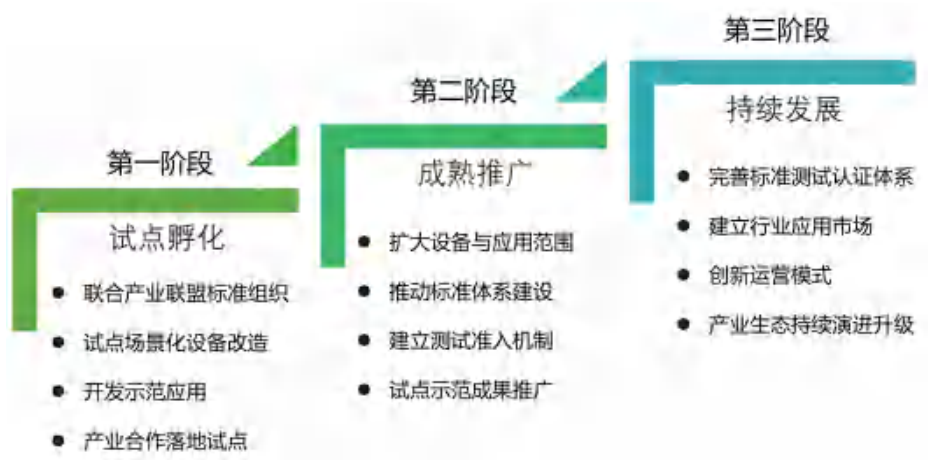 第一阶段
试点孵化
联合产业联盟标准组织
试点场景化设备改造
开发示范应用
产业合作落地试点
第二阶段
成熟推广
扩大设备与应用范围
推动标准体系建设
建立测试准入机制
试点示范成果推广
第三阶段
持续发展
完善标准测试认证体系
建立行业应用市场
创新运营模式
产业生态持续演进升级